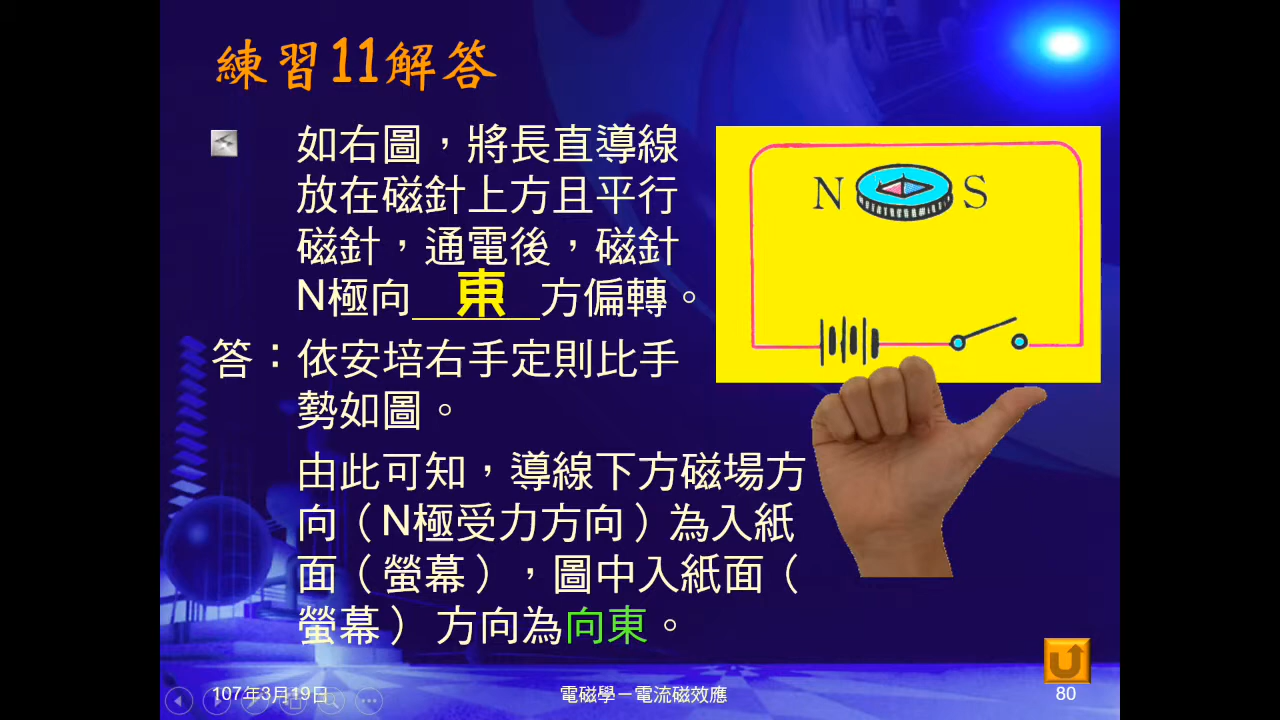 練習11解答
如右圖，將長直導線
放在磁針上方且平行
磁針，通電後，磁針
N極向＿東＿方偏轉。
N S
答：依安培右手定則比手
勢如圖。
由此可知，導線下方磁場方
向（N極受力方向）為入紙
面（螢幕），圖中入紙面（
螢幕） 方向為向東。
107年3月19日
電磁學－電流磁效應
80